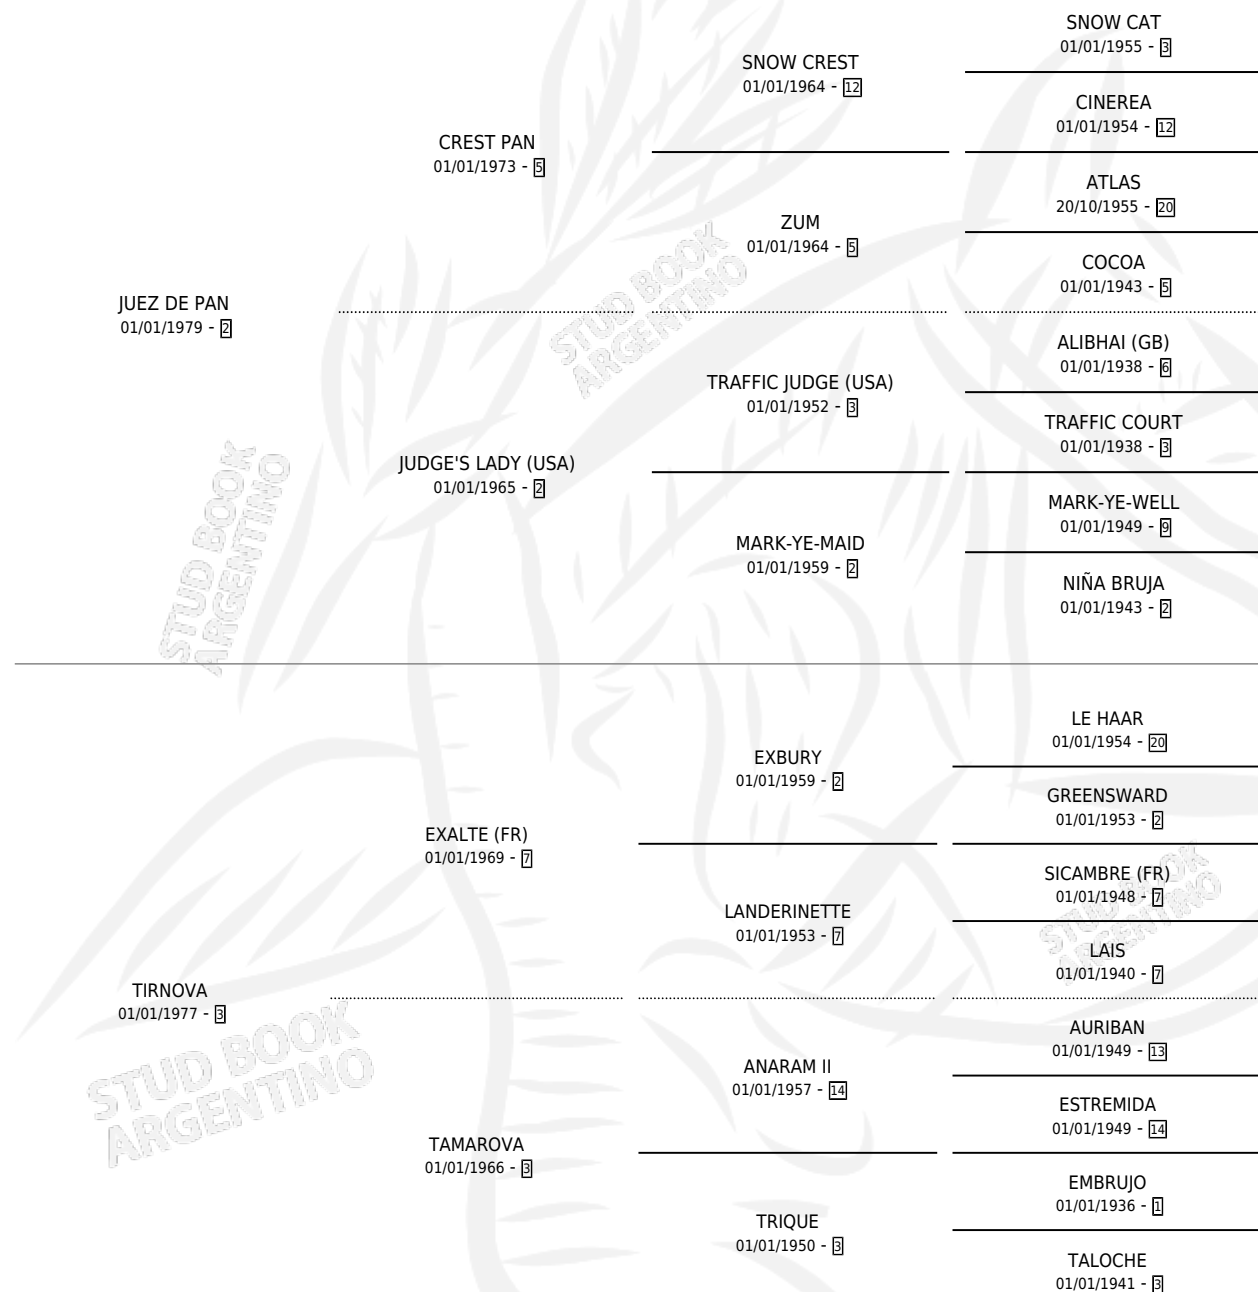 SNOW CAT
01/01/1955 - 3
SNOW CREST
01/01/1964 - 12
CINEREA
01/01/1954 - 12
CREST PAN
01/01/1973 - 5
ATLAS
20/10/1955 - 20
ZUM
01/01/1964 - 5
COCOA
01/01/1943 - 5
JUEZ DE PAN
01/01/1979 - 2
STUD BOOK
ARGENTINO
ALIBHAI (GB)
01/01/1938 - 6
TRAFFIC JUDGE (USA)
01/01/1952 - 3
TRAFFIC COURT
01/01/1938 - 3
JUDGE'S LADY (USA)
01/01/1965 - 2
MARK-YE-WELL
01/01/1949 - 9
MARK-YE-MAID
01/01/1959 - 2
NIÑA BRUJA
01/01/1943 - 2
STUD BOOK
ARGENTINO
LE HAAR
01/01/1954 - 20
EXBURY
01/01/1959 - 2
GREENSWARD
01/01/1953 - 2
EXALTE (FR)
01/01/1969 - 7
SICAMBRE (FR)
01/01/1948 - 7
LANDERINETTE
01/01/1953 - 7
STUD BOOK
ARGENTINO
LAIS
01/01/1940 - 7
TIRNOVA
01/01/1977 - 3
AURIBAN
01/01/1949 - 13
ANARAM II
01/01/1957 - 14
STUD BOOK
ARGENTINO
ESTREMIDA
01/01/1949 - 14
TAMAROVA
01/01/1966 - 3
EMBRUJO
01/01/1936 - 1
TRIQUE
01/01/1950 - 3
TALOCHE
01/01/1941 - 3